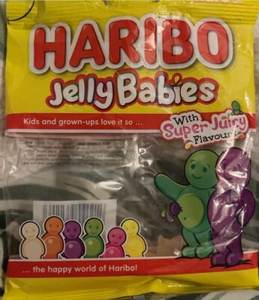 HARIBO
Jelly Babies
Kids and grown-ups love it so ...
With
Super Juicy
Flavours!
... the happy world of Haribo!